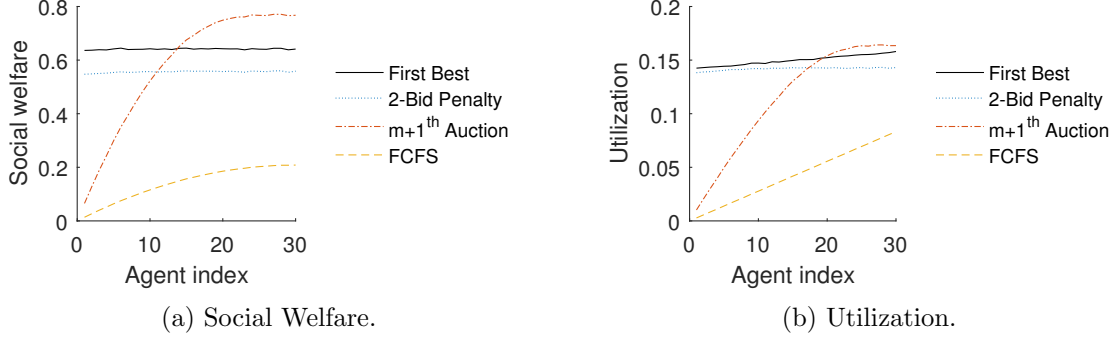 0.8
0.6
0.4
0.2
0
Social welfare
0 10 20 30
Agent index
First Best
2-Bid Penalty
m+1th Auction
FCFS
(a) Social Welfare.
0.2
0.15
0.1
0.05
0
Utilization
0 10 20 30
Agent index
First Best
2-Bid Penalty
m+1th Auction
FCFS
(b) Utilization.